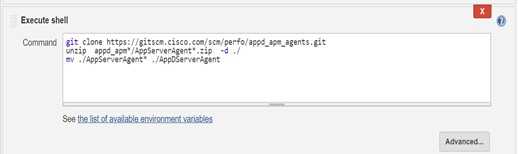 X
Execute shell
Command
git clone https://gitscm.cisco.com/scm/perfo/appd_apm_agents.git
unzip appd_apm*/AppServerAgent*.zip -d ./
mv ./AppServerAgent* ./AppDServerAgent
See the list of available environment variables
Advanced...